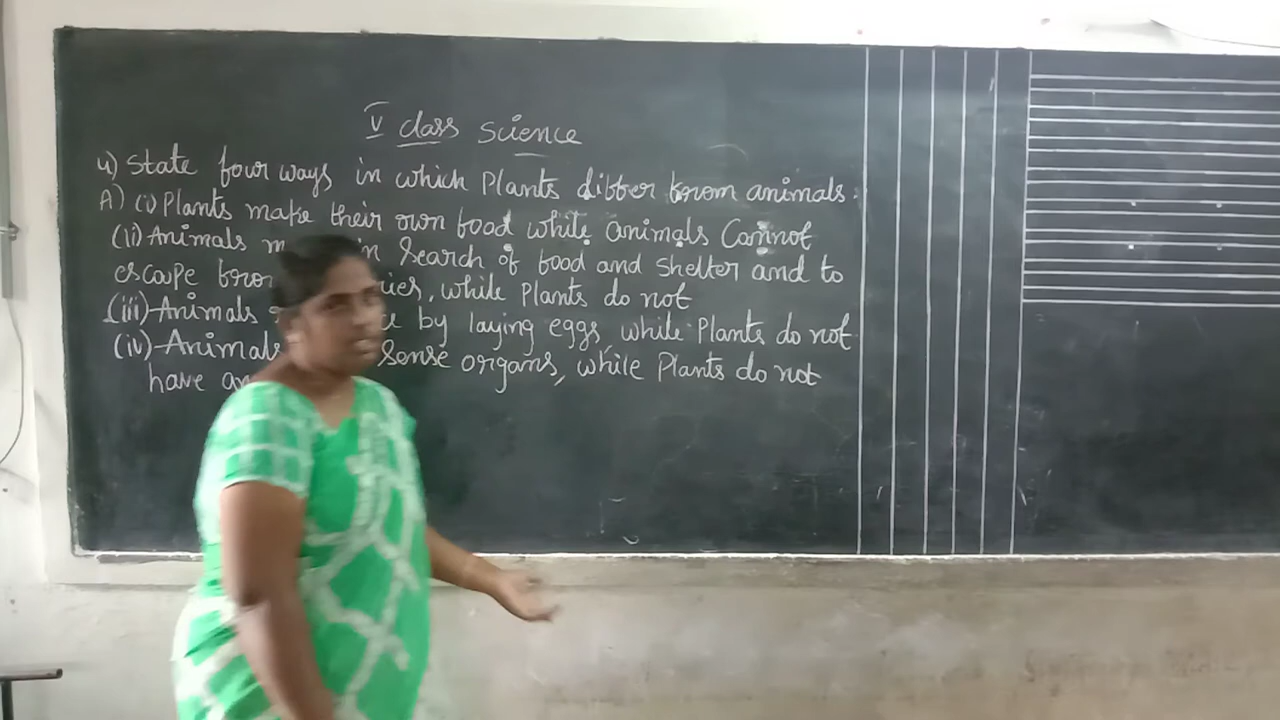 V class Science
4) State four ways in which Plants differ from animals.
A) (i) Plants make their own food while animals Cannot
(ii) Animals in Search of food and shelter and to
escape while Plants do not
(iii) Animals by laying eggs, while Plants do not
(iv) Animals sense organs, while Plants do not
have